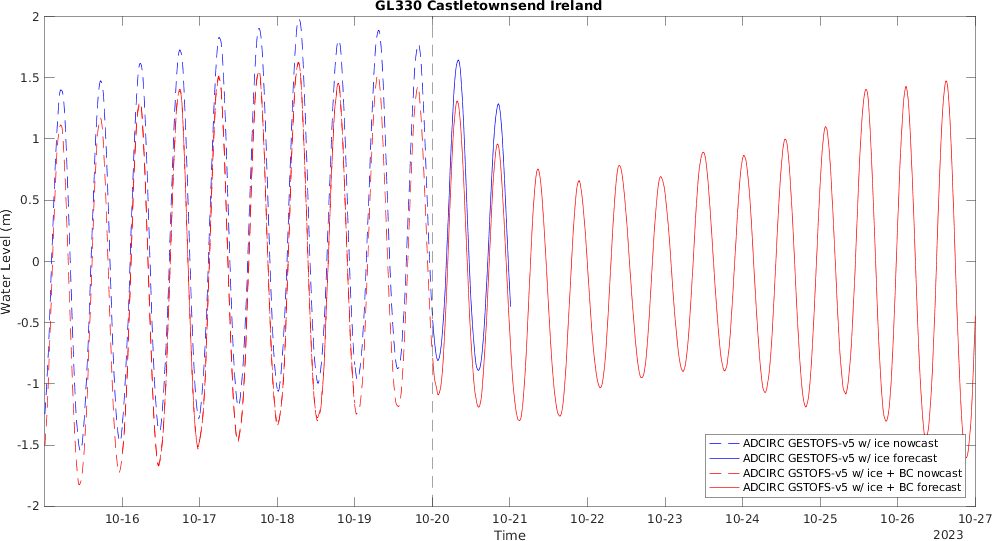 GL330 Castletownsend Ireland
2
1.5
1
0.5
0
-0.5
-1
-1.5
-2
Water Level (m)
ADCIRC GESTOFS-v5 w/ ice nowcast
ADCIRC GESTOFS-v5 w/ ice forecast
ADCIRC GSTOFS-v5 w/ ice + BC nowcast
ADCIRC GSTOFS-v5 w/ ice + BC forecast
10-16 10-17 10-18 10-19 10-20 10-21 10-22 10-23 10-24 10-25 10-26 10-27
Time
2023